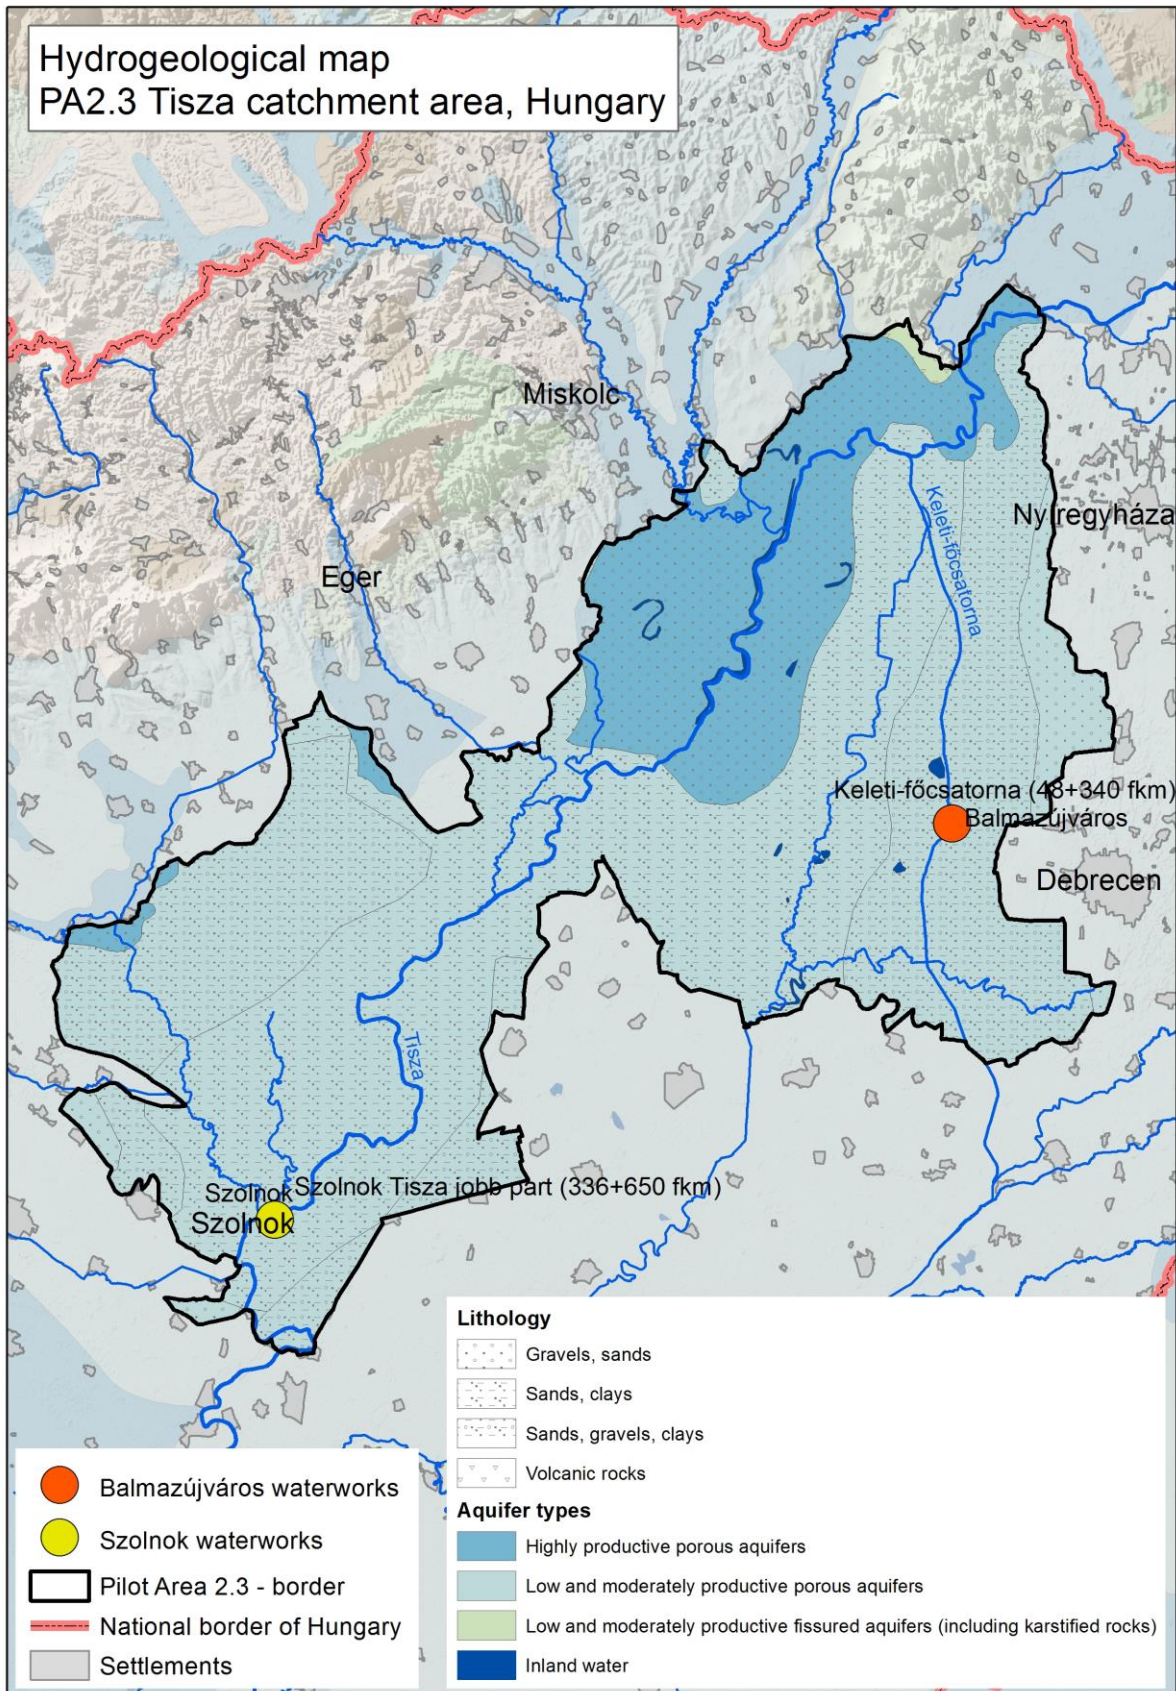 Hydrogeological map
PA2.3 Tisza catchment area, Hungary
Miskolc
Keleti-főcsatorna
Nyíregyháza
Eger
Keleti-főcsatorna (48+340 fkm)
Balmazújváros
Debrecen
Tisza
Szolnok
Szolnok Tisza jobb part (336+650 fkm)
Szolnok
Lithology
Gravels, sands
Sands, clays
Sands, gravels, clays
Volcanic rocks
Aquifer types
Highly productive porous aquifers
Low and moderately productive porous aquifers
Low and moderately productive fissured aquifers (including karstified rocks)
Inland water
Balmazújváros waterworks
Szolnok waterworks
Pilot Area 2.3 - border
National border of Hungary
Settlements